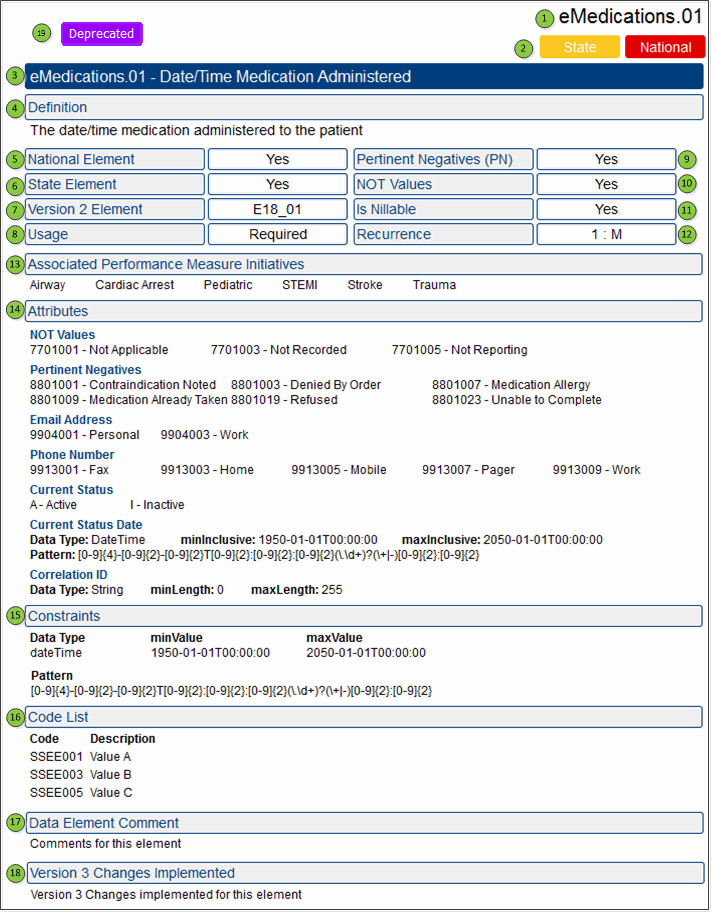 1 eMedications.01
19 Deprecated
2 State National
3 eMedications.01 - Date/Time Medication Administered
4 Definition
The date/time medication administered to the patient
5 National Element Yes Pertinent Negatives (PN) Yes 9
6 State Element Yes NOT Values Yes 10
7 Version 2 Element E18_01 Is Nillable Yes 11
8 Usage Required Recurrence 1 : M 12
13 Associated Performance Measure Initiatives
Airway Cardiac Arrest Pediatric STEMI Stroke Trauma
14 Attributes
NOT Values
7701001 - Not Applicable 7701003 - Not Recorded 7701005 - Not Reporting
Pertinent Negatives
8801001 - Contraindication Noted 8801003 - Denied By Order 8801007 - Medication Allergy
8801009 - Medication Already Taken 8801019 - Refused 8801023 - Unable to Complete
Email Address
9904001 - Personal 9904003 - Work
Phone Number
9913001 - Fax 9913003 - Home 9913005 - Mobile 9913007 - Pager 9913009 - Work
Current Status
A - Active I - Inactive
Current Status Date
Data Type: DateTime minInclusive: 1950-01-01T00:00:00 maxInclusive: 2050-01-01T00:00:00
Pattern: [0-9]{4}-[0-9]{2}-[0-9]{2}T[0-9]{2}:[0-9]{2}:[0-9]{2}(\.\d+)?(\+|-)[0-9]{2}:[0-9]{2}
Correlation ID
Data Type: String minLength: 0 maxLength: 255
15 Constraints
Data Type minValue maxValue
dateTime 1950-01-01T00:00:00 2050-01-01T00:00:00
Pattern
[0-9]{4}-[0-9]{2}-[0-9]{2}T[0-9]{2}:[0-9]{2}:[0-9]{2}(\.\d+)?(\+|-)[0-9]{2}:[0-9]{2}
16 Code List
Code Description
SSEE001 Value A
SSEE003 Value B
SSEE005 Value C
17 Data Element Comment
Comments for this element
18 Version 3 Changes Implemented
Version 3 Changes implemented for this element